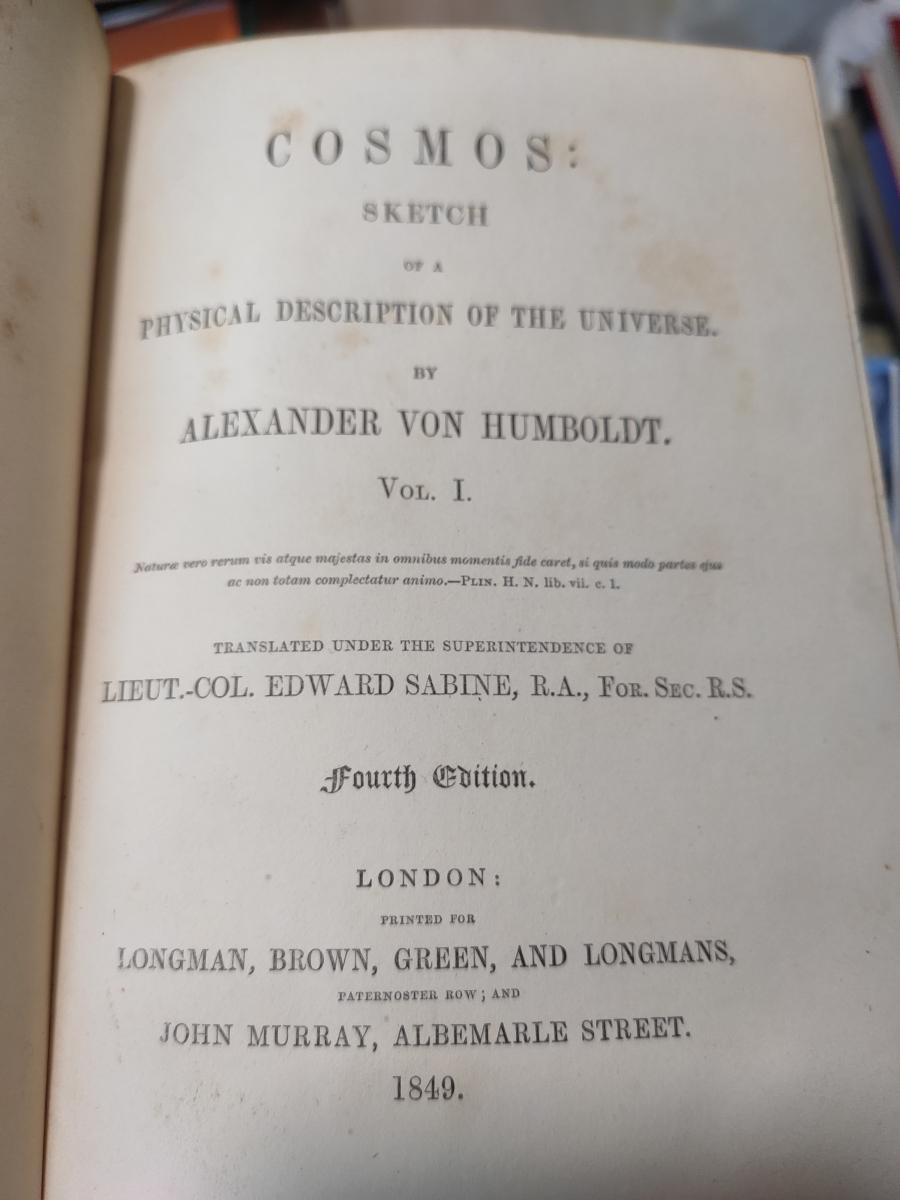 COSMOS:
SKETCH
OF A
PHYSICAL DESCRIPTION OF THE UNIVERSE.
BY
ALEXANDER VON HUMBOLDT.
VOL. I.
Naturæ vero rerum vis atque majestas in omnibus momentis fide caret, si quis modo partes ejus
ac non totam complectatur animo.—PLIN. H. N. lib. vii. c. 1.
TRANSLATED UNDER THE SUPERINTENDENCE OF
LIEUT.-COL. EDWARD SABINE, R.A., FOR. SEC. R.S.
Fourth Edition.
LONDON:
PRINTED FOR
LONGMAN, BROWN, GREEN, AND LONGMANS,
PATERNOSTER ROW; AND
JOHN MURRAY, ALBEMARLE STREET.
1849.